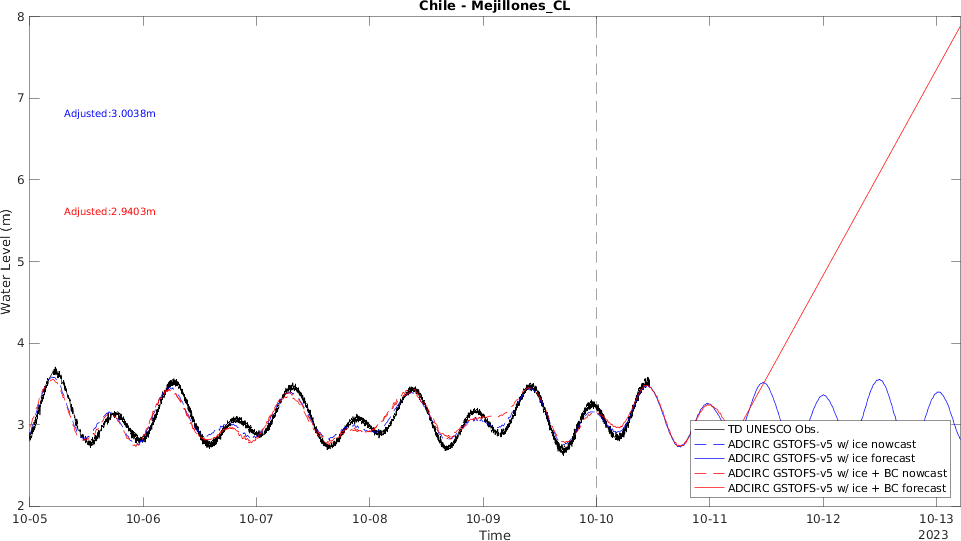 Chile - Mejillones_CL
8
7
6
5
4
3
2
Water Level (m)
Adjusted:3.0038m
Adjusted:2.9403m
TD UNESCO Obs.
ADCIRC GSTOFS-v5 w/ ice nowcast
ADCIRC GSTOFS-v5 w/ ice forecast
ADCIRC GSTOFS-v5 w/ ice + BC nowcast
ADCIRC GSTOFS-v5 w/ ice + BC forecast
10-05 10-06 10-07 10-08 10-09 10-10 10-11 10-12 10-13
2023
Time